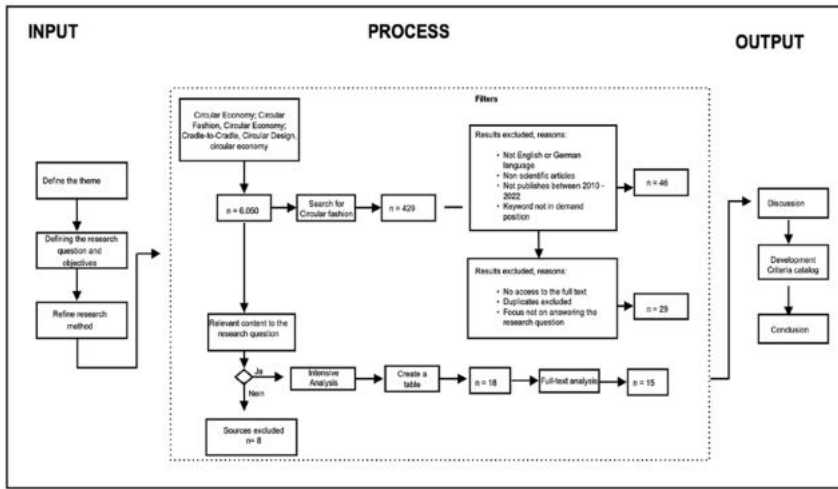 INPUT
PROCESS
OUTPUT
Define the theme
Defining the research
question and
objectives
Refine research
method
Filters
Circular Economy; Circular
Fashion, Circular Economy;
Cradle-to-Cradle, Circular Design,
circular economy
n = 6.050
Search for
Circular fashion
n = 429
Results excluded, reasons:
• Not English or German
language
• Non scientific articles
• Not publishes between 2010 -
2022
• Keyword not in demand
position
n = 46
Results excluded, reasons:
• No access to the full text
• Duplicates excluded
• Focus not on answering the
research question
n = 29
Relevant content to the
research question
Ja
Nein
Intensive
Analysis
Create a
table
n = 18
Full-text analysis
n = 15
Sources excluded
n= 8
Discussion
Development
Criteria catalog
Conclusion